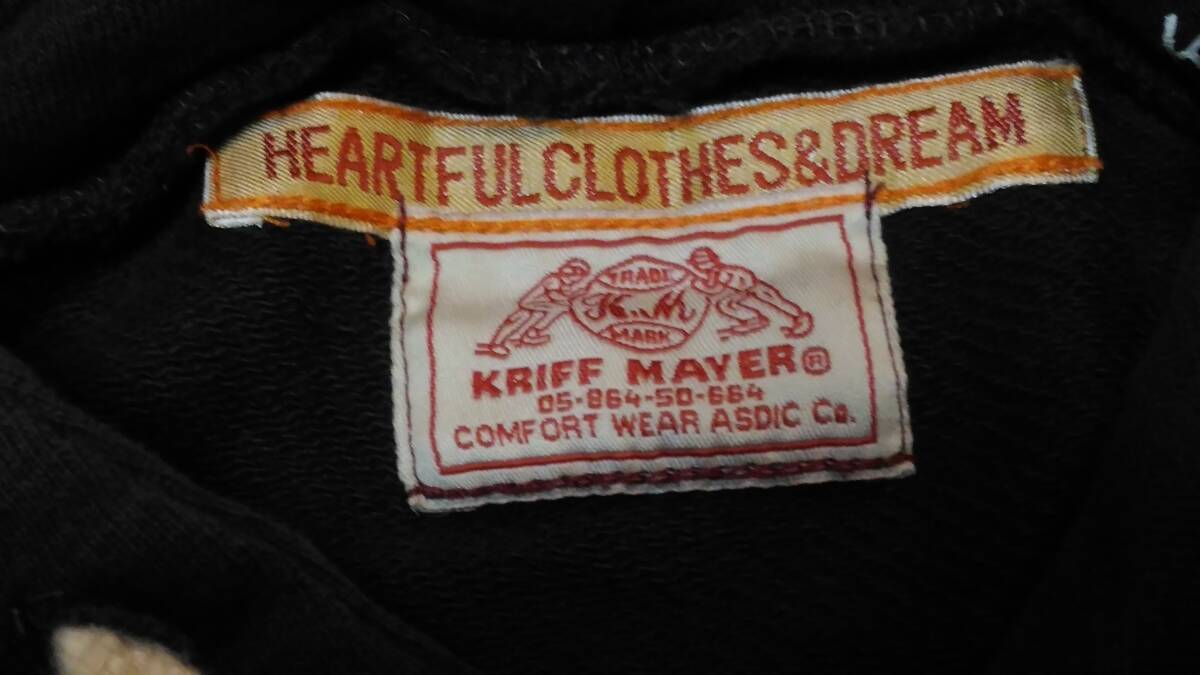 HEARTFULCLOTHES&DREAM
TRADE
K.M
MARK
KRIFF MAYER®
05-864-50-664
COMFORT WEAR ASDIC Co.